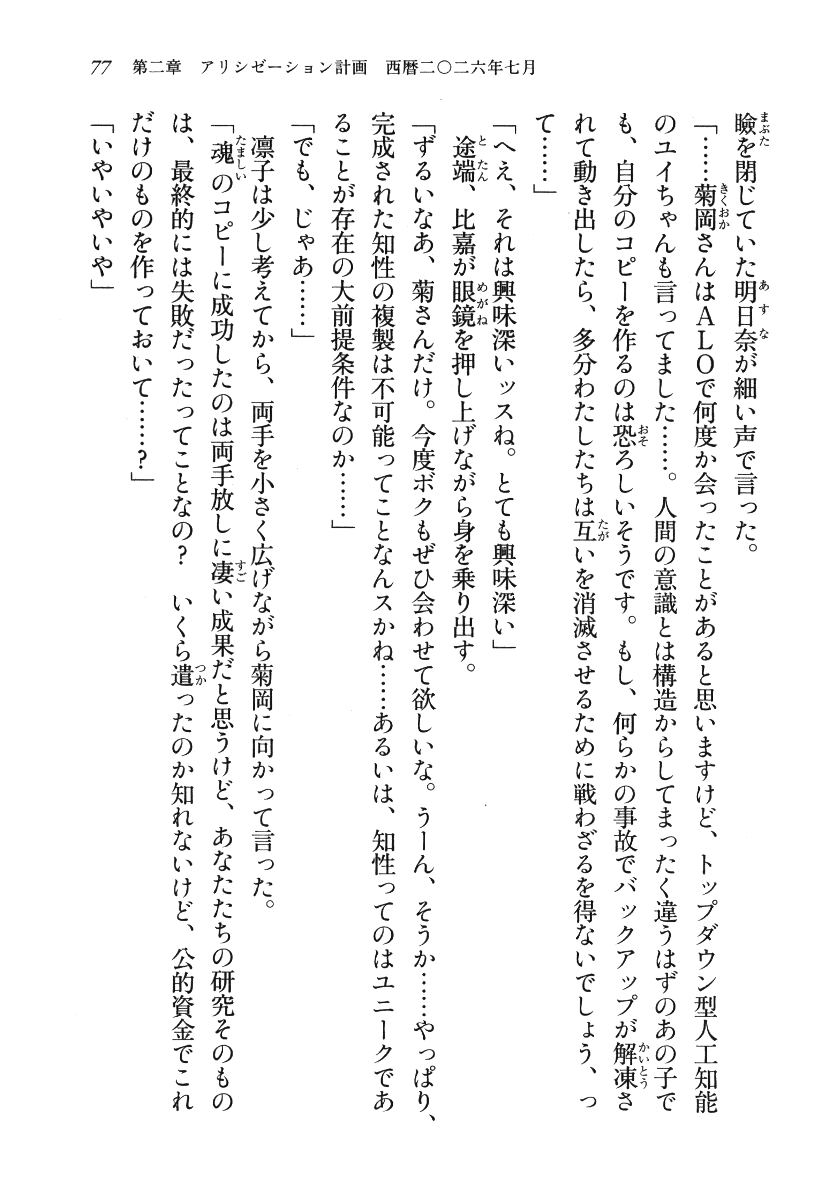 77　第二章　アリシゼーション計画　西暦二〇二六年七月
瞼を閉じていた明日奈が細い声で言った。
「……菊岡さんはＡＬＯで何度か会ったことがあると思いますけど、トップダウン型人工知能
のユイちゃんも言ってました……。人間の意識とは構造からしてまったく違うはずのあの子で
も、自分のコピーを作るのは恐ろしいそうです。もし、何らかの事故でバックアップが解凍さ
れて動き出したら、多分わたしたちは互いを消滅させるために戦わざるを得ないでしょう、っ
て……」
「へえ、それは興味深いッスね。とても興味深い」
　途端、比嘉が眼鏡を押し上げながら身を乗り出す。
「ずるいなあ、菊さんだけ。今度ボクもぜひ会わせて欲しいな。うーん、そうか……やっぱり、
完成された知性の複製は不可能ってことなんスかね……あるいは、知性ってのはユニークであ
ることが存在の大前提条件なのか……」
「でも、じゃあ……」
　凛子は少し考えてから、両手を小さく広げながら菊岡に向かって言った。
「魂のコピーに成功したのは両手放しに凄い成果だと思うけど、あなたたちの研究そのもの
は、最終的には失敗だったってことなの？　いくら遣ったのか知れないけど、公的資金でこれ
だけのものを作っておいて……？」
「いやいやいや」